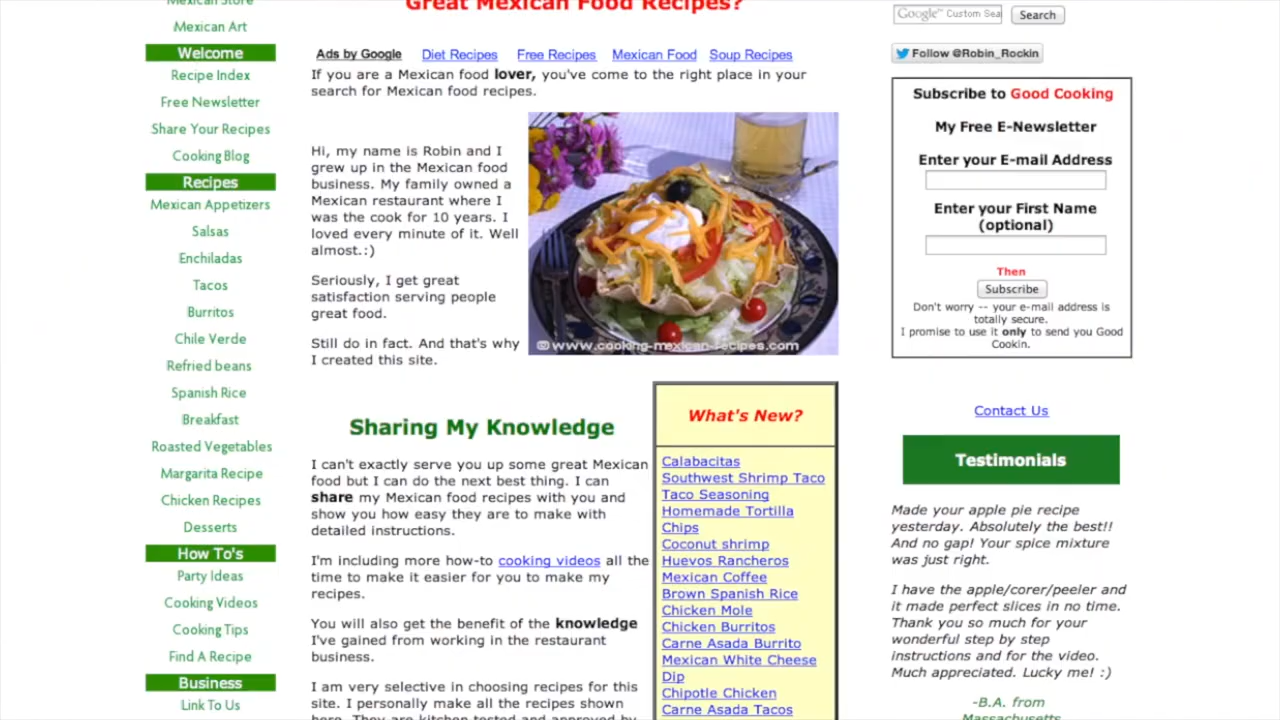 Mexican Store
Mexican Art
Welcome
Recipe Index
Free Newsletter
Share Your Recipes
Cooking Blog
Recipes
Mexican Appetizers
Salsas
Enchiladas
Tacos
Burritos
Chile Verde
Refried beans
Spanish Rice
Breakfast
Roasted Vegetables
Margarita Recipe
Chicken Recipes
Desserts
How To's
Party Ideas
Cooking Videos
Cooking Tips
Find A Recipe
Business
Link To Us
Great Mexican Food Recipes?
Ads by Google Diet Recipes Free Recipes Mexican Food Soup Recipes
If you are a Mexican food lover, you've come to the right place in your
search for Mexican food recipes.
Hi, my name is Robin and I
grew up in the Mexican food
business. My family owned a
Mexican restaurant where I
was the cook for 10 years. I
loved every minute of it. Well
almost.:)
Seriously, I get great
satisfaction serving people
great food.
Still do in fact. And that's why
I created this site.
© www.cooking-mexican-recipes.com
Sharing My Knowledge
I can't exactly serve you up some great Mexican
food but I can do the next best thing. I can
share my Mexican food recipes with you and
show you how easy they are to make with
detailed instructions.
I'm including more how-to cooking videos all the
time to make it easier for you to make my
recipes.
You will also get the benefit of the knowledge
I've gained from working in the restaurant
business.
I am very selective in choosing recipes for this
site. I personally make all the recipes shown
here. They are kitchen tested and approved by
What's New?
Calabacitas
Southwest Shrimp Taco
Taco Seasoning
Homemade Tortilla
Chips
Coconut shrimp
Huevos Rancheros
Mexican Coffee
Brown Spanish Rice
Chicken Mole
Chicken Burritos
Carne Asada Burrito
Mexican White Cheese
Dip
Chipotle Chicken
Carne Asada Tacos
Google™ Custom Sea Search
Follow @Robin_Rockin
Subscribe to Good Cooking
My Free E-Newsletter
Enter your E-mail Address
Enter your First Name
(optional)
Then
Subscribe
Don't worry -- your e-mail address is
totally secure.
I promise to use it only to send you Good
Cookin.
Contact Us
Testimonials
Made your apple pie recipe
yesterday. Absolutely the best!!
And no gap! Your spice mixture
was just right.
I have the apple/corer/peeler and
it made perfect slices in no time.
Thank you so much for your
wonderful step by step
instructions and for the video.
Much appreciated. Lucky me! :)
-B.A. from
Massachusetts